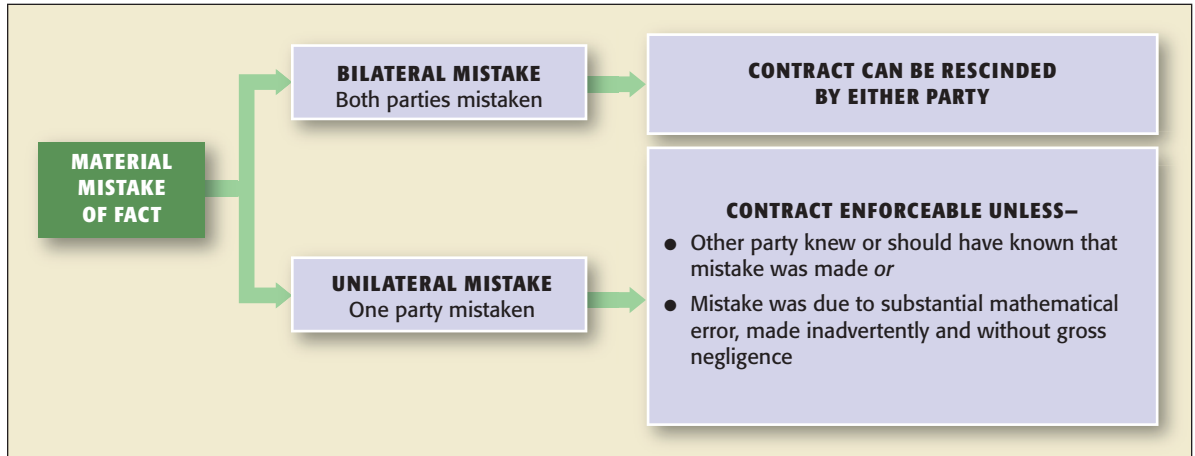 MATERIAL
MISTAKE
OF FACT
BILATERAL MISTAKE
Both parties mistaken
CONTRACT CAN BE RESCINDED
BY EITHER PARTY
UNILATERAL MISTAKE
One party mistaken
CONTRACT ENFORCEABLE UNLESS–
● Other party knew or should have known that
mistake was made or
● Mistake was due to substantial mathematical
error, made inadvertently and without gross
negligence